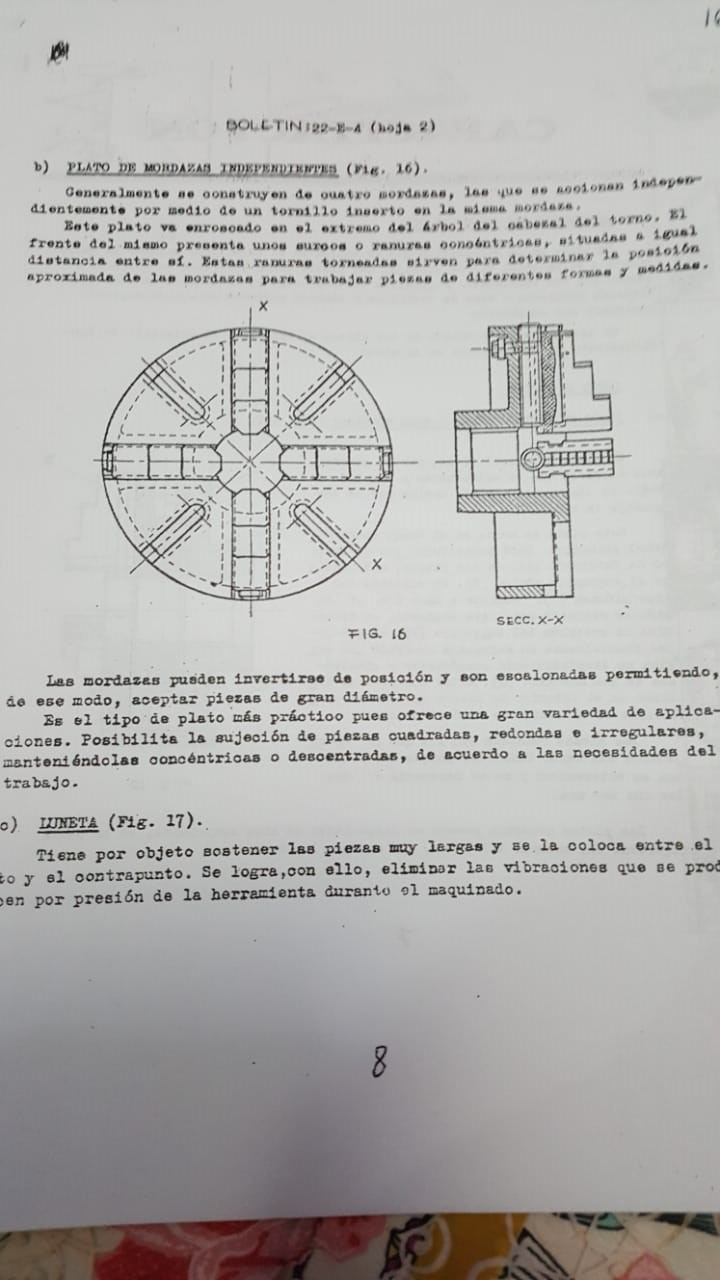 BOLETIN:22-E-4 (hoja 2)
b) PLATO DE MORDAZAS INDEPENDIENTES (Fig. 16).
Generalmente se construyen de cuatro mordazas, las que se accionan indepen-
dientemente por medio de un tornillo inserto en la misma mordaza.
Este plato va enroscado en el extremo del árbol del cabezal del torno. El
frente del mismo presenta unos surcos o ranuras concéntricas, situadas a igual
distancia entre sí. Estas ranuras torneadas sirven para determinar la posición
aproximada de las mordazas para trabajar piezas de diferentes formas y medidas.
X
X
FIG. 16
SECC. X-X
Las mordazas pueden invertirse de posición y son escalonadas permitiendo,
de ese modo, aceptar piezas de gran diámetro.
Es el tipo de plato más práctico pues ofrece una gran variedad de aplica-
ciones. Posibilita la sujeción de piezas cuadradas, redondas e irregulares,
manteniéndolas concéntricas o descentradas, de acuerdo a las necesidades del
trabajo.
c) LUNETA (Fig. 17).
Tiene por objeto sostener las piezas muy largas y se la coloca entre el
to y el contrapunto. Se logra, con ello, eliminar las vibraciones que se prod
cen por presión de la herramienta durante el maquinado.
8